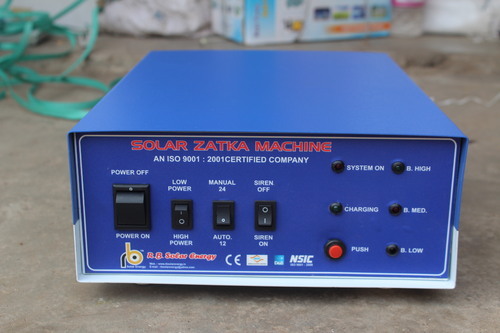 SOLAR ZATKA MACHINE
AN ISO 9001 : 2001CERTIFIED COMPANY
POWER OFF
POWER ON
LOW
POWER
HIGH
POWER
MANUAL
24
AUTO.
12
SIREN
OFF
SIREN
ON
SYSTEM ON
B. HIGH
CHARGING
B. MED.
PUSH
B. LOW
Solar Energy
CE
NSIC